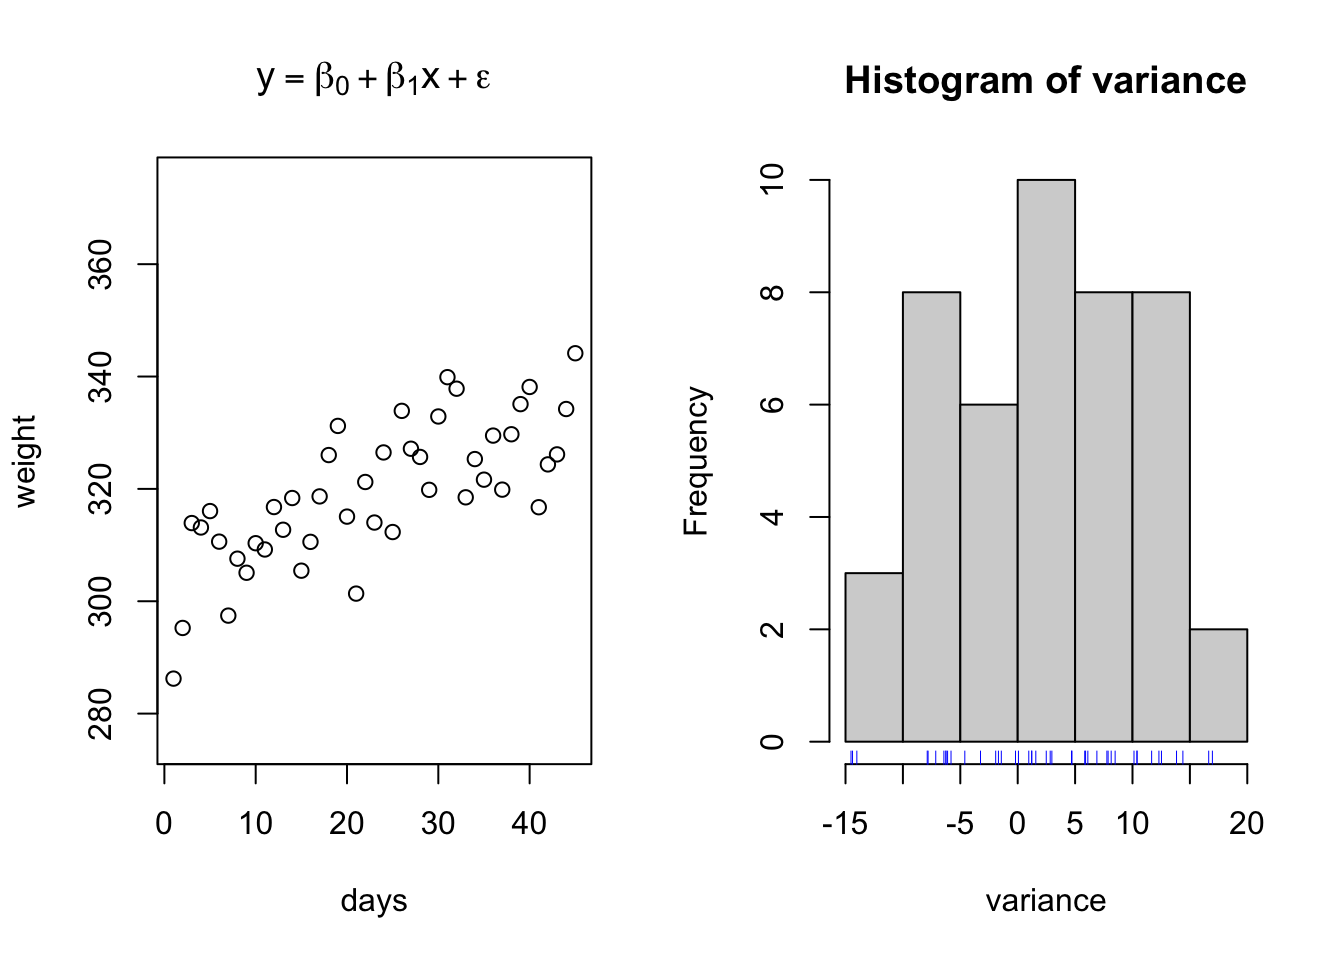 y = β₀ + β₁x + ε
weight
360
340
320
300
280
0 10 20 30 40
days
Histogram of variance
Frequency
10
8
6
4
2
0
-15 -5 0 5 10 20
variance